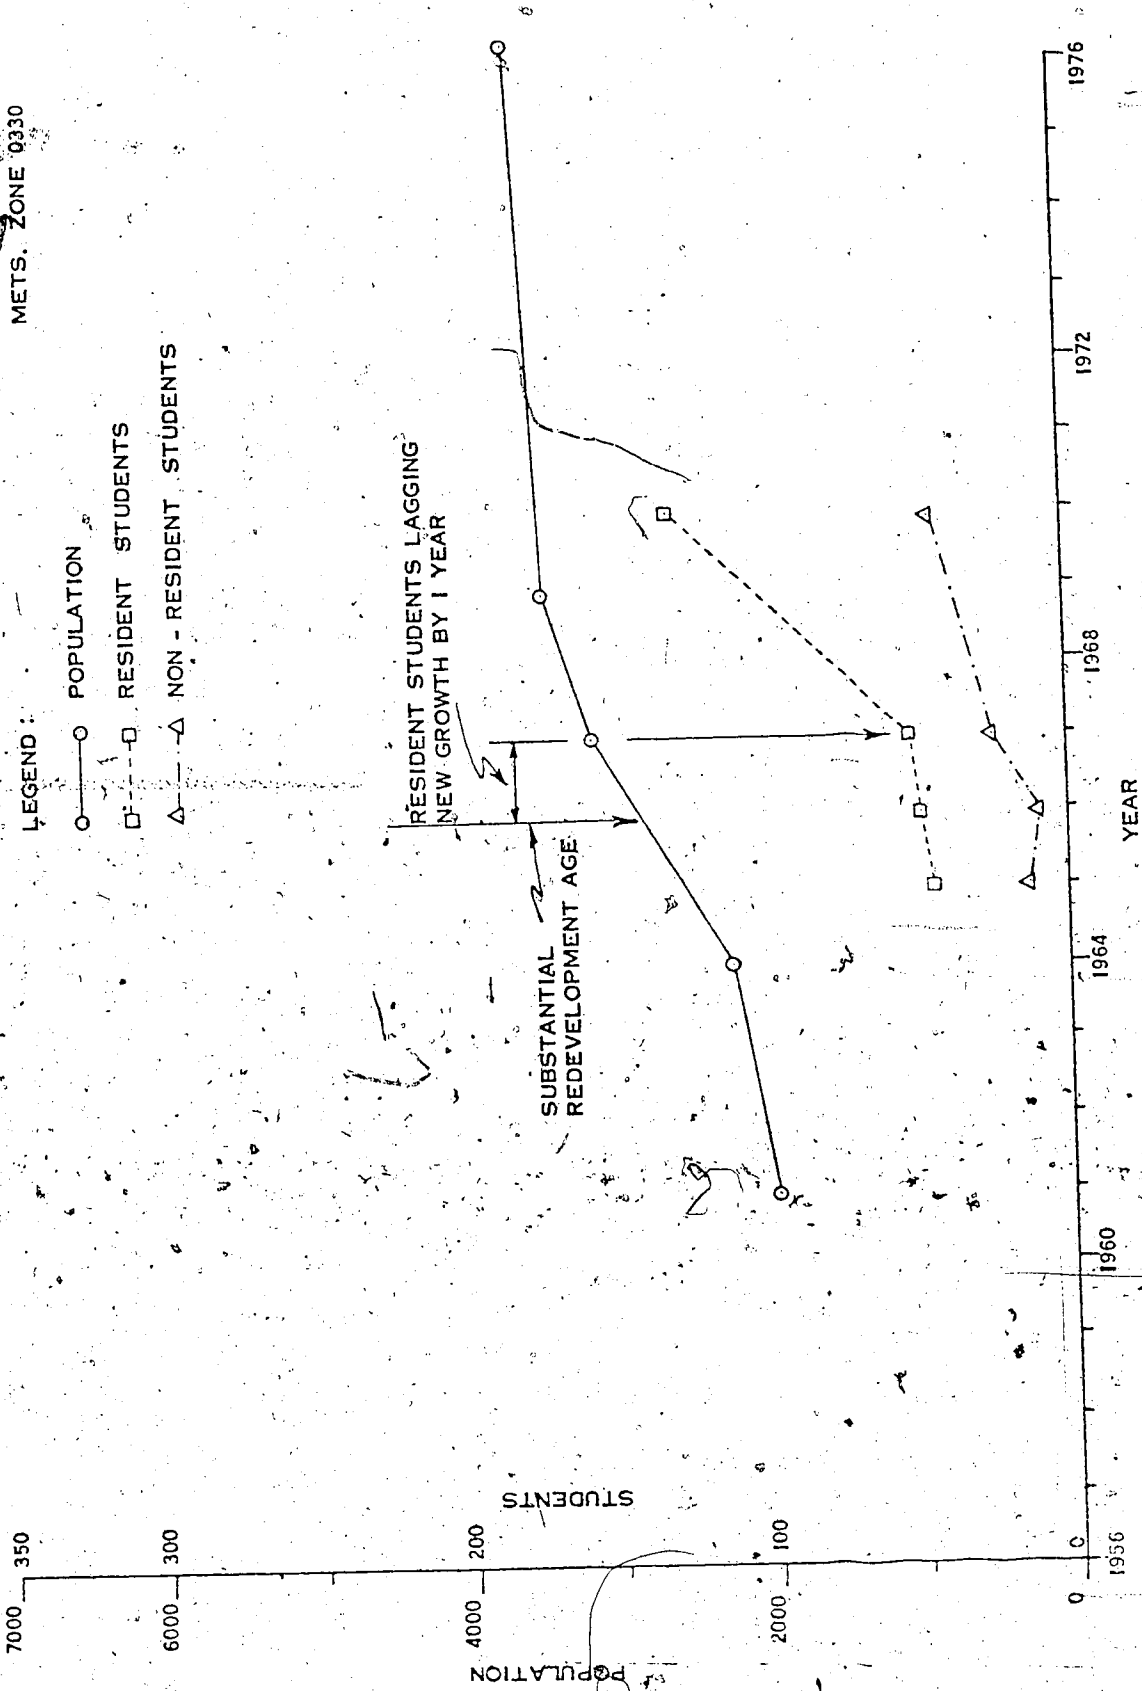 METS. ZONE 0330
LEGEND :
POPULATION
RESIDENT STUDENTS
NON - RESIDENT STUDENTS
RESIDENT STUDENTS LAGGING
NEW GROWTH BY 1 YEAR
SUBSTANTIAL
REDEVELOPMENT AGE
POPULATION
7000
6000
4000
2000
0
STUDENTS
350
300
200
100
0
1956
1960
1964
1968
1972
1976
YEAR